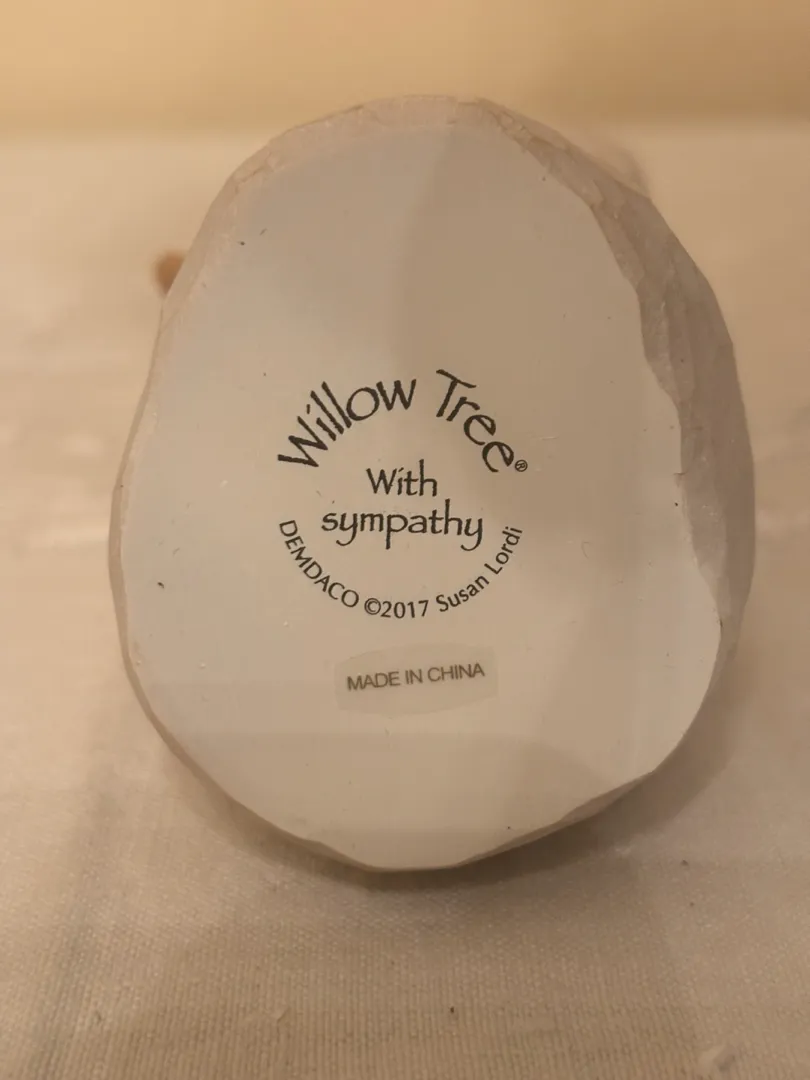 Willow Tree®
With
sympathy
DEMDACO ©2017 Susan Lordi
MADE IN CHINA